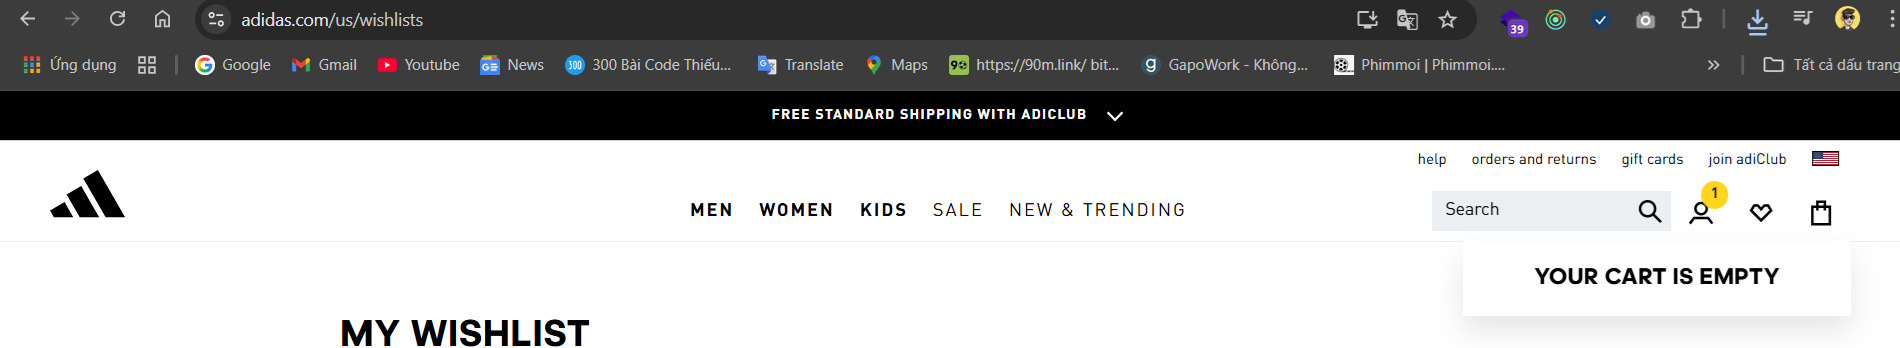 adidas.com/us/wishlists
39
Ứng dụng Google Gmail Youtube News 300 Bài Code Thiếu... Translate Maps https://90m.link/ bit... GapoWork - Không... Phimmoi | Phimmoi.... » Tất cả dấu trang
FREE STANDARD SHIPPING WITH ADICLUB
help orders and returns gift cards join adiClub
MEN WOMEN KIDS SALE NEW & TRENDING Search 1
YOUR CART IS EMPTY
MY WISHLIST